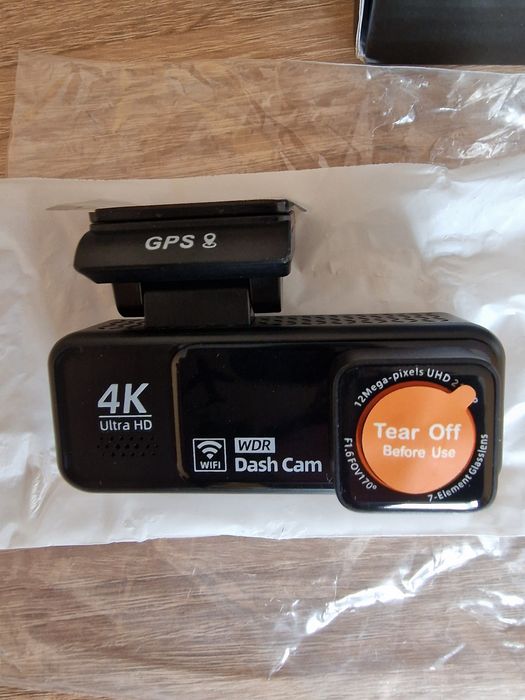 GPS
4K
Ultra HD
WIFI
WDR
Dash Cam
12Mega-pixels UHD
Tear Off
Before Use
F1.6 FOV170°
7-Element Glasslens